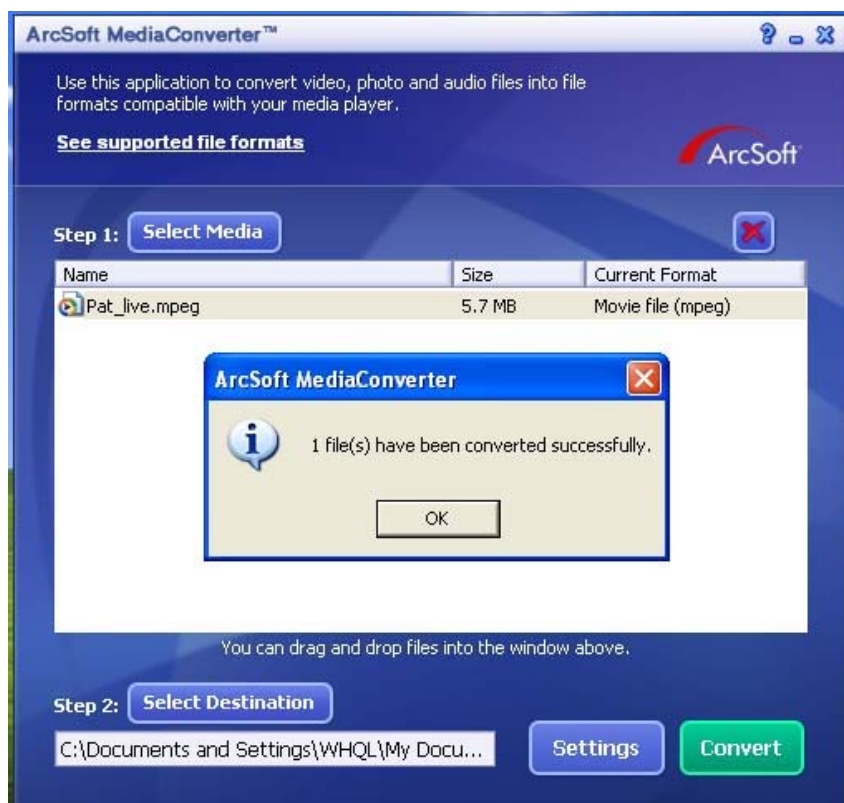 ArcSoft MediaConverter™
Use this application to convert video, photo and audio files into file
formats compatible with your media player.
See supported file formats
ArcSoft
Step 1: Select Media
Name Size Current Format
Pat_live.mpeg 5.7 MB Movie file (mpeg)
ArcSoft MediaConverter
1 file(s) have been converted successfully.
OK
You can drag and drop files into the window above.
Step 2: Select Destination
C:\Documents and Settings\WHQL\My Docu... Settings Convert